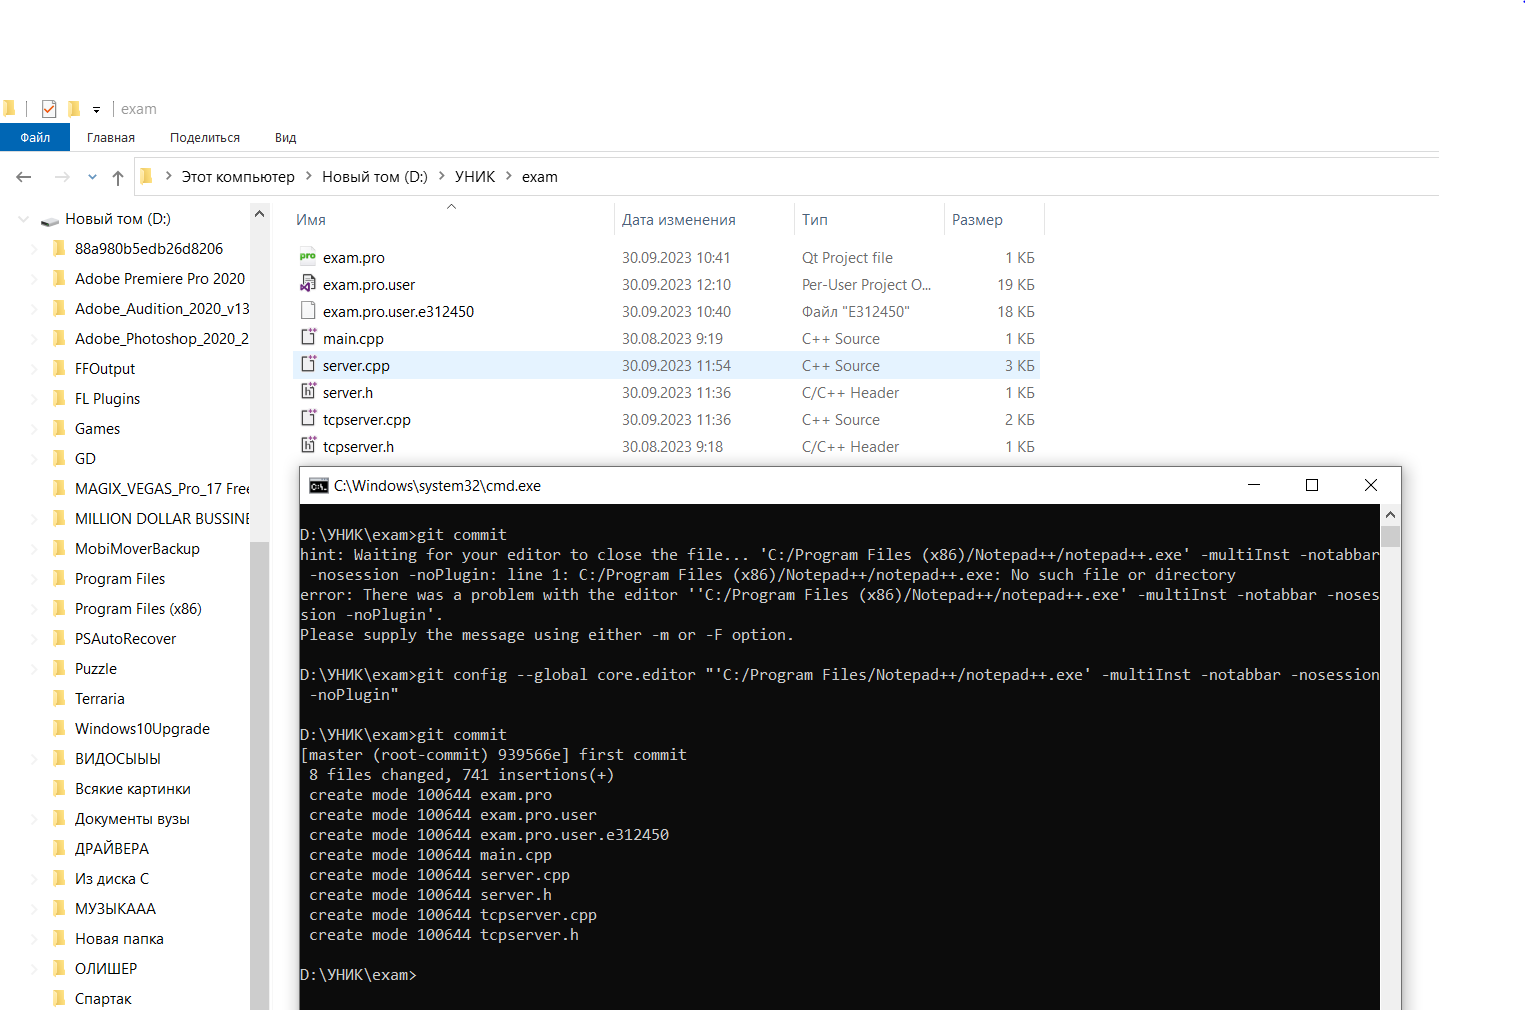 exam
Файл Главная Поделиться Вид
Этот компьютер Новый том (D:) УНИК exam
Новый том (D:)
88a980b5edb26d8206
Adobe Premiere Pro 2020
Adobe_Audition_2020_v13
Adobe_Photoshop_2020_2
FFOutput
FL Plugins
Games
GD
MAGIX_VEGAS_Pro_17 Free
MILLION DOLLAR BUSSINE
MobiMoverBackup
Program Files
Program Files (x86)
PSAutoRecover
Puzzle
Terraria
Windows10Upgrade
ВИДОСЫЫЫ
Всякие картинки
Документы вузы
ДРАЙВЕРА
Из диска C
МУЗЫКААА
Новая папка
ОЛИШЕР
Спартак
Имя Дата изменения Тип Размер
exam.pro 30.09.2023 10:41 Qt Project file 1 КБ
exam.pro.user 30.09.2023 12:10 Per-User Project O... 19 КБ
exam.pro.user.e312450 30.09.2023 10:40 Файл "E312450" 18 КБ
main.cpp 30.08.2023 9:19 C++ Source 1 КБ
server.cpp 30.09.2023 11:54 C++ Source 3 КБ
server.h 30.09.2023 11:36 C/C++ Header 1 КБ
tcpserver.cpp 30.09.2023 11:36 C++ Source 2 КБ
tcpserver.h 30.08.2023 9:18 C/C++ Header 1 КБ
C:\Windows\system32\cmd.exe
D:\УНИК\exam>git commit
hint: Waiting for your editor to close the file... 'C:/Program Files (x86)/Notepad++/notepad++.exe' -multiInst -notabbar
-nosession -noPlugin: line 1: C:/Program Files (x86)/Notepad++/notepad++.exe: No such file or directory
error: There was a problem with the editor ''C:/Program Files (x86)/Notepad++/notepad++.exe' -multiInst -notabbar -noses
sion -noPlugin'.
Please supply the message using either -m or -F option.
D:\УНИК\exam>git config --global core.editor "'C:/Program Files/Notepad++/notepad++.exe' -multiInst -notabbar -nosession
-noPlugin"
D:\УНИК\exam>git commit
[master (root-commit) 939566e] first commit
8 files changed, 741 insertions(+)
create mode 100644 exam.pro
create mode 100644 exam.pro.user
create mode 100644 exam.pro.user.e312450
create mode 100644 main.cpp
create mode 100644 server.cpp
create mode 100644 server.h
create mode 100644 tcpserver.cpp
create mode 100644 tcpserver.h
D:\УНИК\exam>